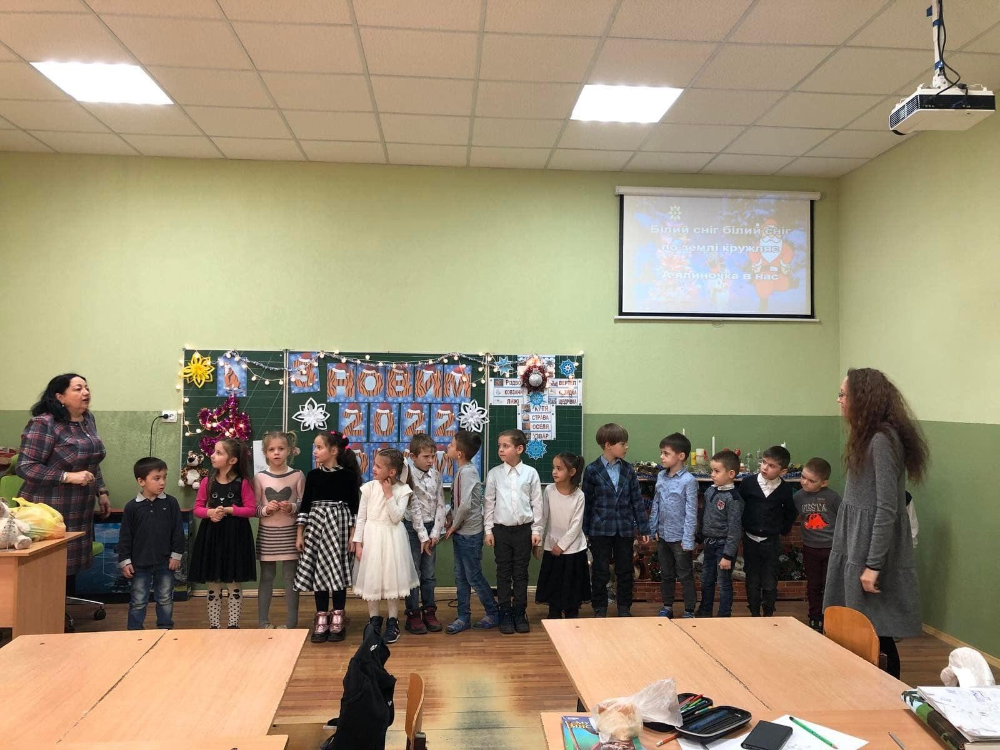 Білий сніг білий сніг
по землі кружляє
А ялиночка в нас
З НОВИМ
2022
РІЗДВО
ВЕРТЕП
КОВЗАНИ
КОЛЯДКА
ЛИЖІ
ЩЕДРІВКА
КУТЯ
СТРАВА
ОСЕЛЯ
УЗВАР
FESTA